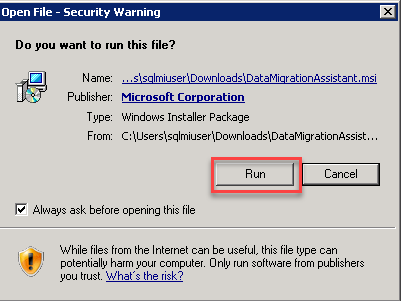 Open File - Security Warning
Do you want to run this file?
Name: ...s\sqlmiuser\Downloads\DataMigrationAssistant.msi
Publisher: Microsoft Corporation
Type: Windows Installer Package
From: C:\Users\sqlmiuser\Downloads\DataMigrationAssist...
Run Cancel
Always ask before opening this file
While files from the Internet can be useful, this file type can
potentially harm your computer. Only run software from publishers
you trust. What's the risk?